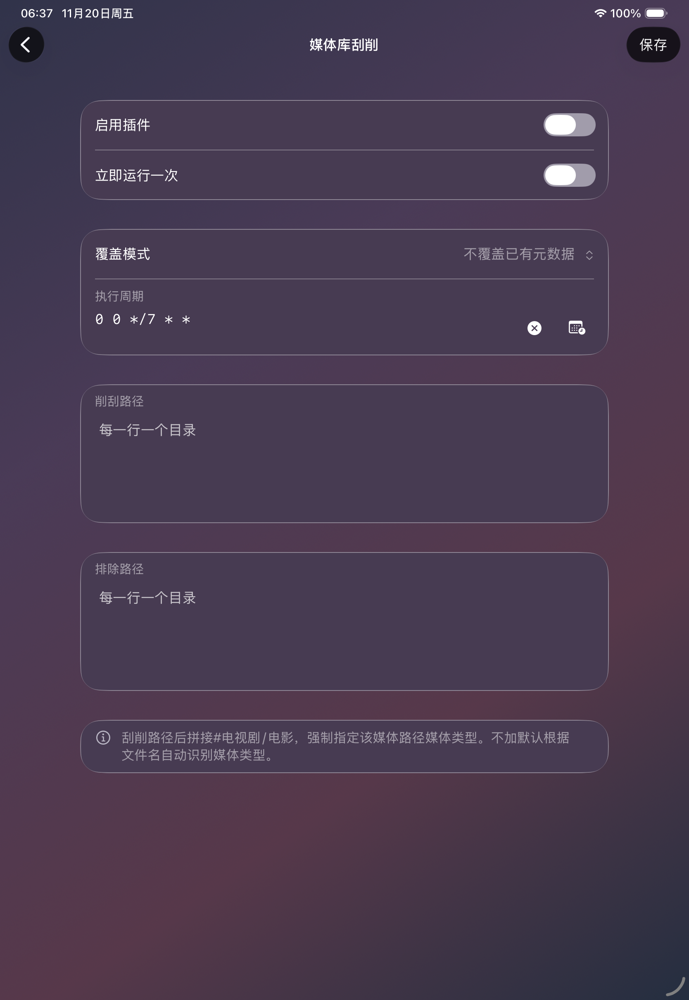 06:37 11月20日周五
100%
媒体库刮削
保存
启用插件
立即运行一次
覆盖模式
不覆盖已有元数据
执行周期
0 0 */7 * *
削刮路径
每一行一个目录
排除路径
每一行一个目录
刮削路径后拼接#电视剧/电影，强制指定该媒体路径媒体类型。不加默认根据
文件名自动识别媒体类型。